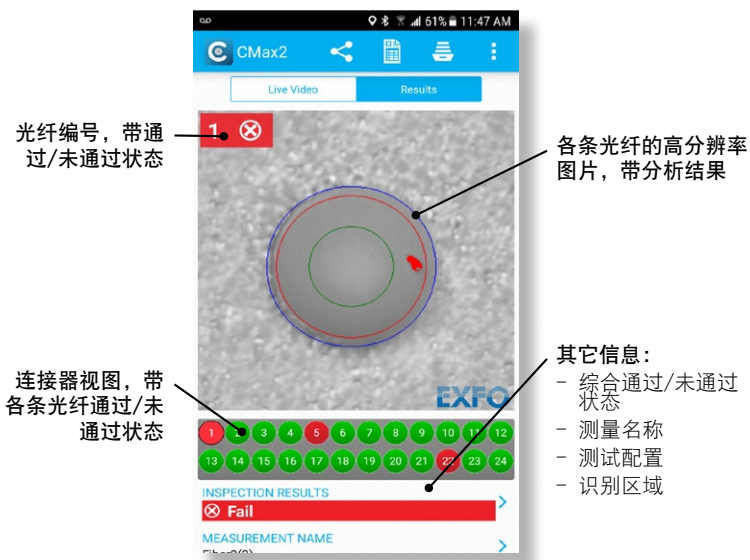 61% 11:47 AM
CMax2
Live Video
Results
1
光纤编号，带通
过/未通过状态
各条光纤的高分辨率
图片，带分析结果
EXFO
连接器视图，带
各条光纤通过/未
通过状态
其它信息：
- 综合通过/未通过
状态
- 测量名称
- 测试配置
- 识别区域
1 2 3 4 5 6 7 8 9 10 11 12
13 14 15 16 17 18 19 20 21 22 23 24
INSPECTION RESULTS
Fail
MEASUREMENT NAME